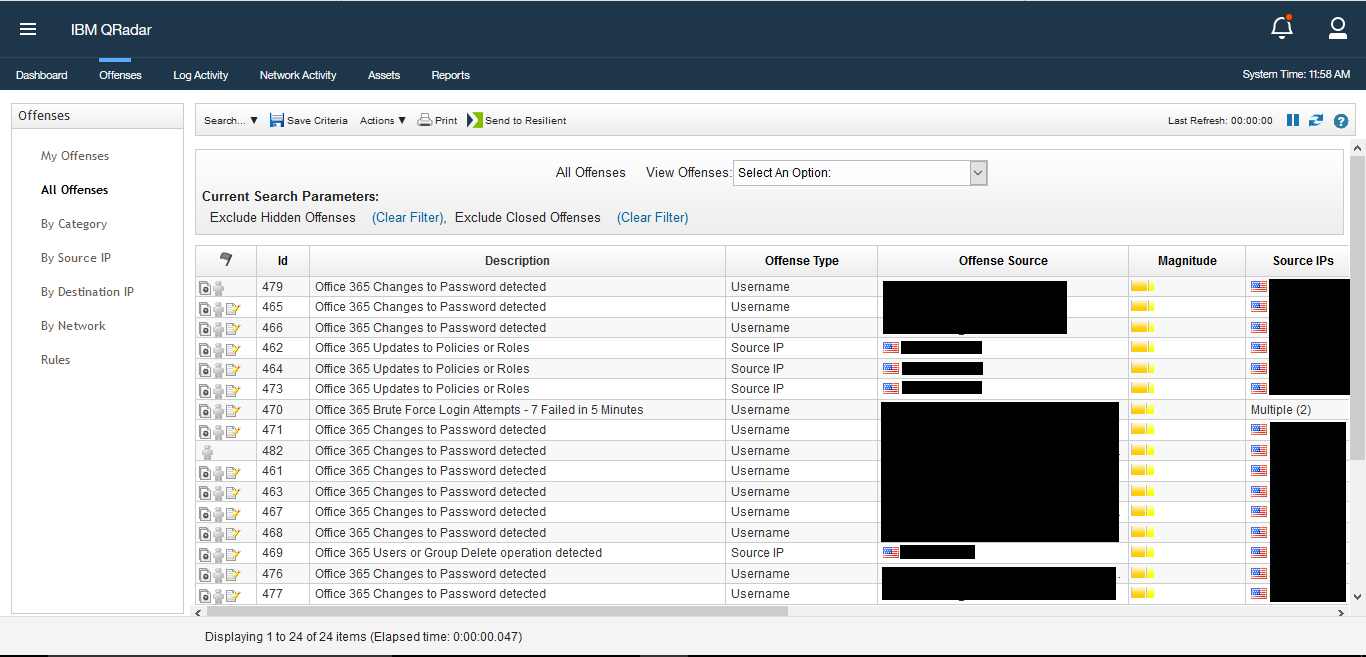 IBM QRadar
Dashboard Offenses Log Activity Network Activity Assets Reports System Time: 11:58 AM
Offenses
My Offenses
All Offenses
By Category
By Source IP
By Destination IP
By Network
Rules
Search... Save Criteria Actions Print Send to Resilient Last Refresh: 00:00:00
All Offenses View Offenses: Select An Option:
Current Search Parameters:
Exclude Hidden Offenses (Clear Filter), Exclude Closed Offenses (Clear Filter)
Id Description Offense Type Offense Source Magnitude Source IPs
479 Office 365 Changes to Password detected Username
465 Office 365 Changes to Password detected Username
466 Office 365 Changes to Password detected Username
462 Office 365 Updates to Policies or Roles Source IP
464 Office 365 Updates to Policies or Roles Source IP
473 Office 365 Updates to Policies or Roles Source IP
470 Office 365 Brute Force Login Attempts - 7 Failed in 5 Minutes Username Multiple (2)
471 Office 365 Changes to Password detected Username
482 Office 365 Changes to Password detected Username
461 Office 365 Changes to Password detected Username
463 Office 365 Changes to Password detected Username
467 Office 365 Changes to Password detected Username
468 Office 365 Changes to Password detected Username
469 Office 365 Users or Group Delete operation detected Source IP
476 Office 365 Changes to Password detected Username
477 Office 365 Changes to Password detected Username
Displaying 1 to 24 of 24 items (Elapsed time: 0:00:00.047)